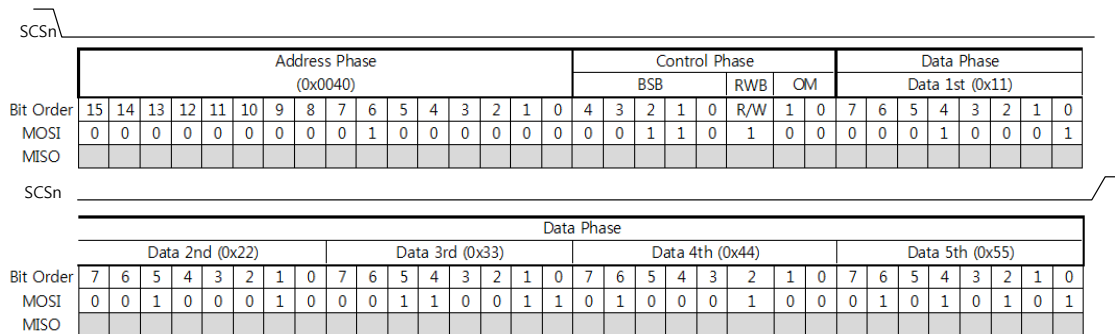 SCSn
Address Phase Control Phase Data Phase
(0x0040) BSB RWB OM Data 1st (0x11)
Bit Order 15 14 13 12 11 10 9 8 7 6 5 4 3 2 1 0 4 3 2 1 0 R/W 1 0 7 6 5 4 3 2 1 0
MOSI 0 0 0 0 0 0 0 0 0 1 0 0 0 0 0 0 0 0 1 1 0 1 0 0 0 0 0 1 0 0 0 1
MISO
SCSn
Data Phase
Data 2nd (0x22) Data 3rd (0x33) Data 4th (0x44) Data 5th (0x55)
Bit Order 7 6 5 4 3 2 1 0 7 6 5 4 3 2 1 0 7 6 5 4 3 2 1 0 7 6 5 4 3 2 1 0
MOSI 0 0 1 0 0 0 1 0 0 0 1 1 0 0 1 1 0 1 0 0 0 1 0 0 0 1 0 1 0 1 0 1
MISO